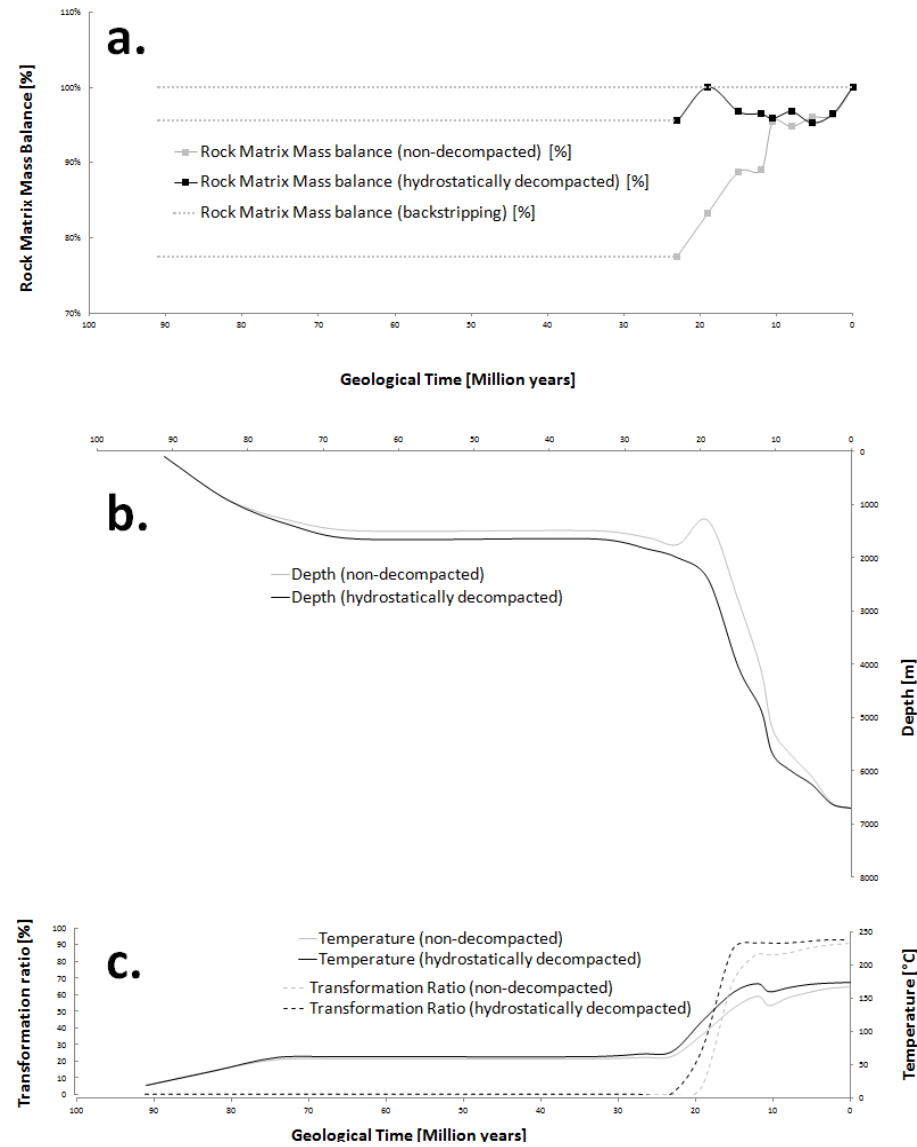 a.
Rock Matrix Mass Balance [%]
110%
100%
90%
80%
70%
Rock Matrix Mass balance (non-decompacted) [%]
Rock Matrix Mass balance (hydrostatically decompacted) [%]
Rock Matrix Mass balance (backstripping) [%]
100 90 80 70 60 50 40 30 20 10 0
Geological Time [Million years]
100 90 80 70 60 50 40 30 20 10 0
b.
0
1000
2000
3000
4000
5000
6000
7000
8000
Depth [m]
Depth (non-decompacted)
Depth (hydrostatically decompacted)
c.
Transformation ratio [%]
100
90
80
70
60
50
40
30
20
10
0
Temperature (non-decompacted)
Temperature (hydrostatically decompacted)
Transformation Ratio (non-decompacted)
Transformation Ratio (hydrostatically decompacted)
250
200
150
100
50
0
Temperature [°C]
100 90 80 70 60 50 40 30 20 10 0
Geological Time [Million years]